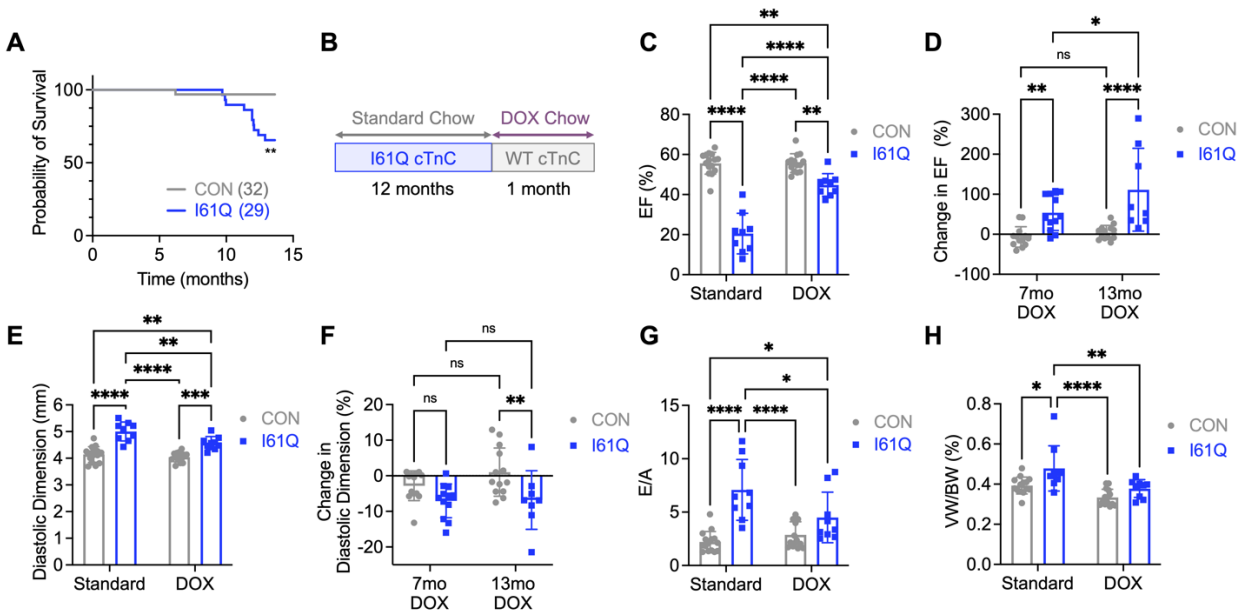 A
Probability of Survival
100
50
0
CON (32)
I61Q (29)
**
0 5 10 15
Time (months)
B
Standard Chow DOX Chow
I61Q cTnC WT cTnC
12 months 1 month
C
**
****
****
**** **
EF (%)
80
60
40
20
0
CON
I61Q
Standard DOX
D
*
ns
** ****
Change in EF (%)
300
200
100
0
-100
CON
I61Q
7mo 13mo
DOX DOX
E
**
**
****
**** ***
Diastolic Dimension (mm)
6
5
4
3
2
1
0
CON
I61Q
Standard DOX
F
ns
ns
ns **
Change in
Diastolic Dimension (%)
20
10
0
-10
-20
CON
I61Q
7mo 13mo
DOX DOX
G
*
*
**** ****
E/A
15
10
5
0
CON
I61Q
Standard DOX
H
**
* ****
VW/BW (%)
0.8
0.6
0.4
0.2
0.0
CON
I61Q
Standard DOX